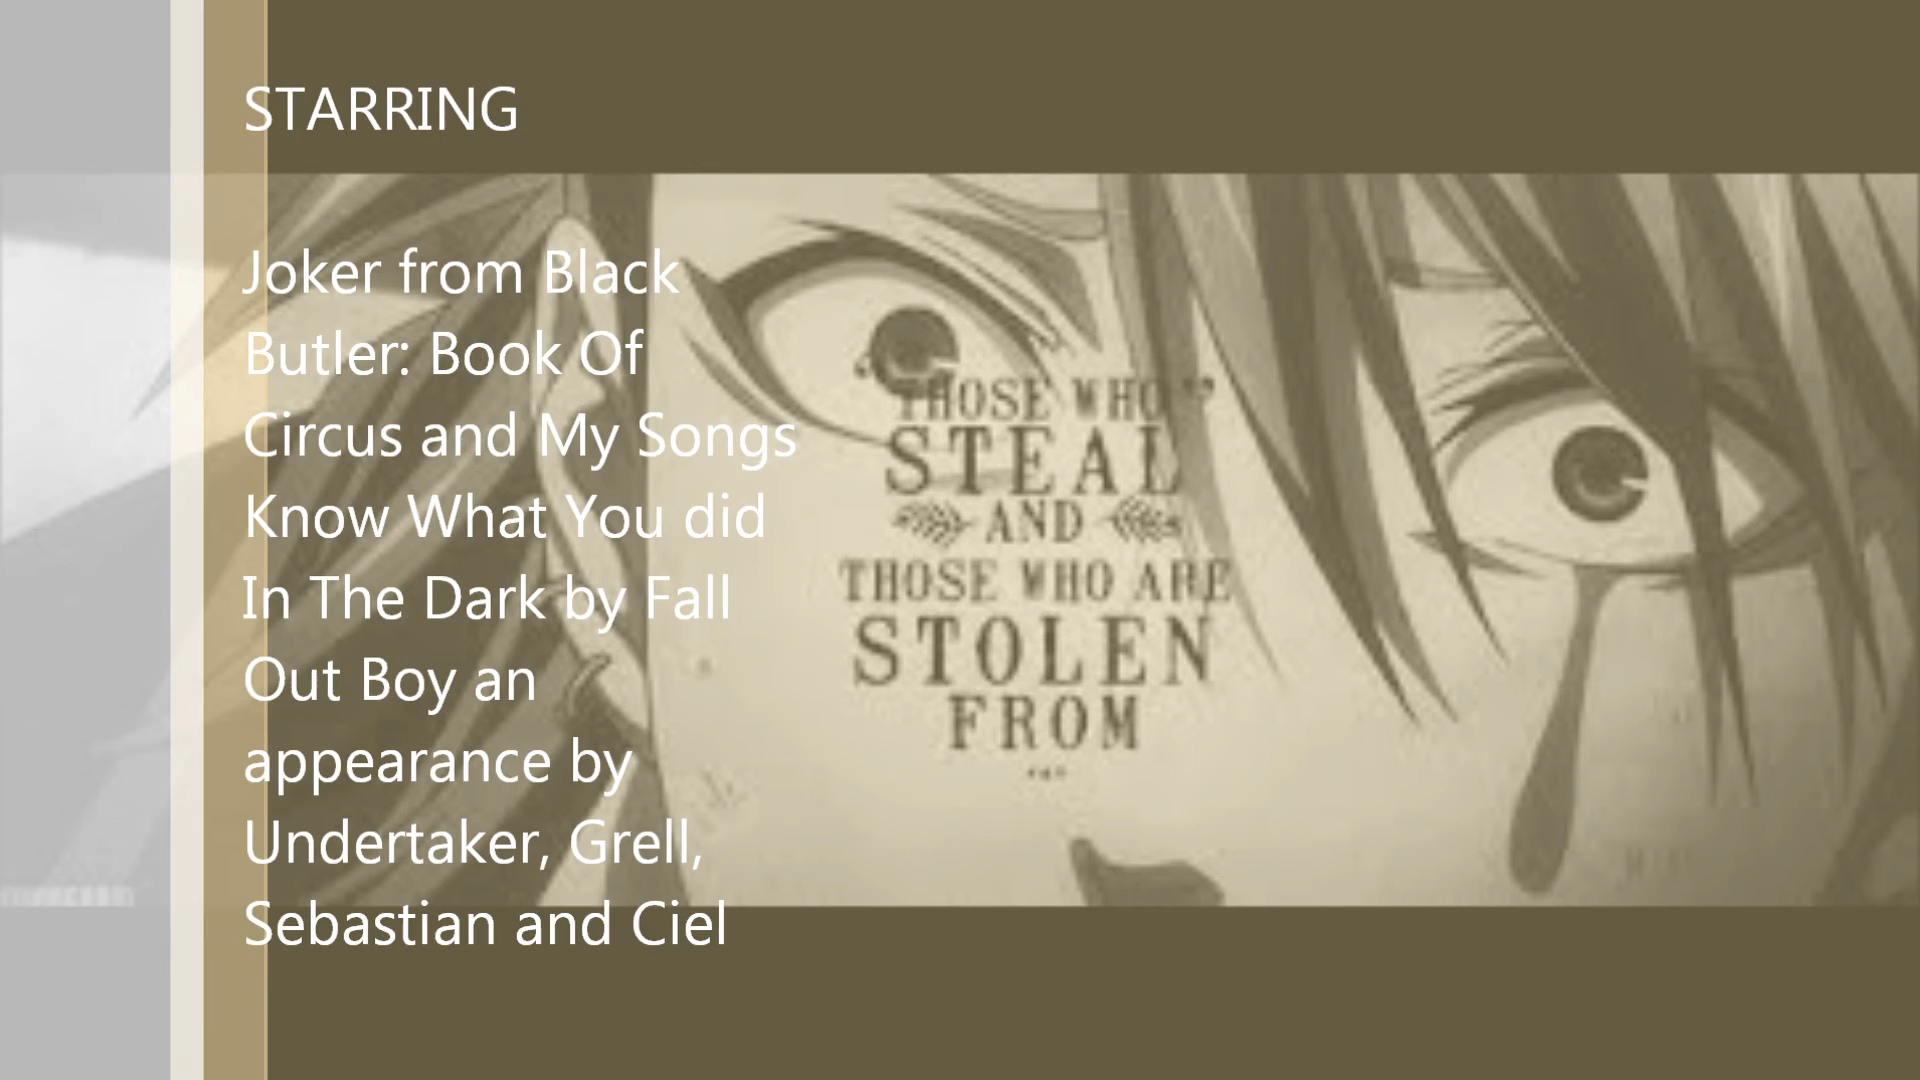 STARRING
Joker from Black
Butler: Book Of
Circus and My Songs
Know What You did
In The Dark by Fall
Out Boy an
appearance by
Undertaker, Grell,
Sebastian and Ciel
“THOSE WHO”
STEAL
AND
THOSE WHO ARE
STOLEN
FROM